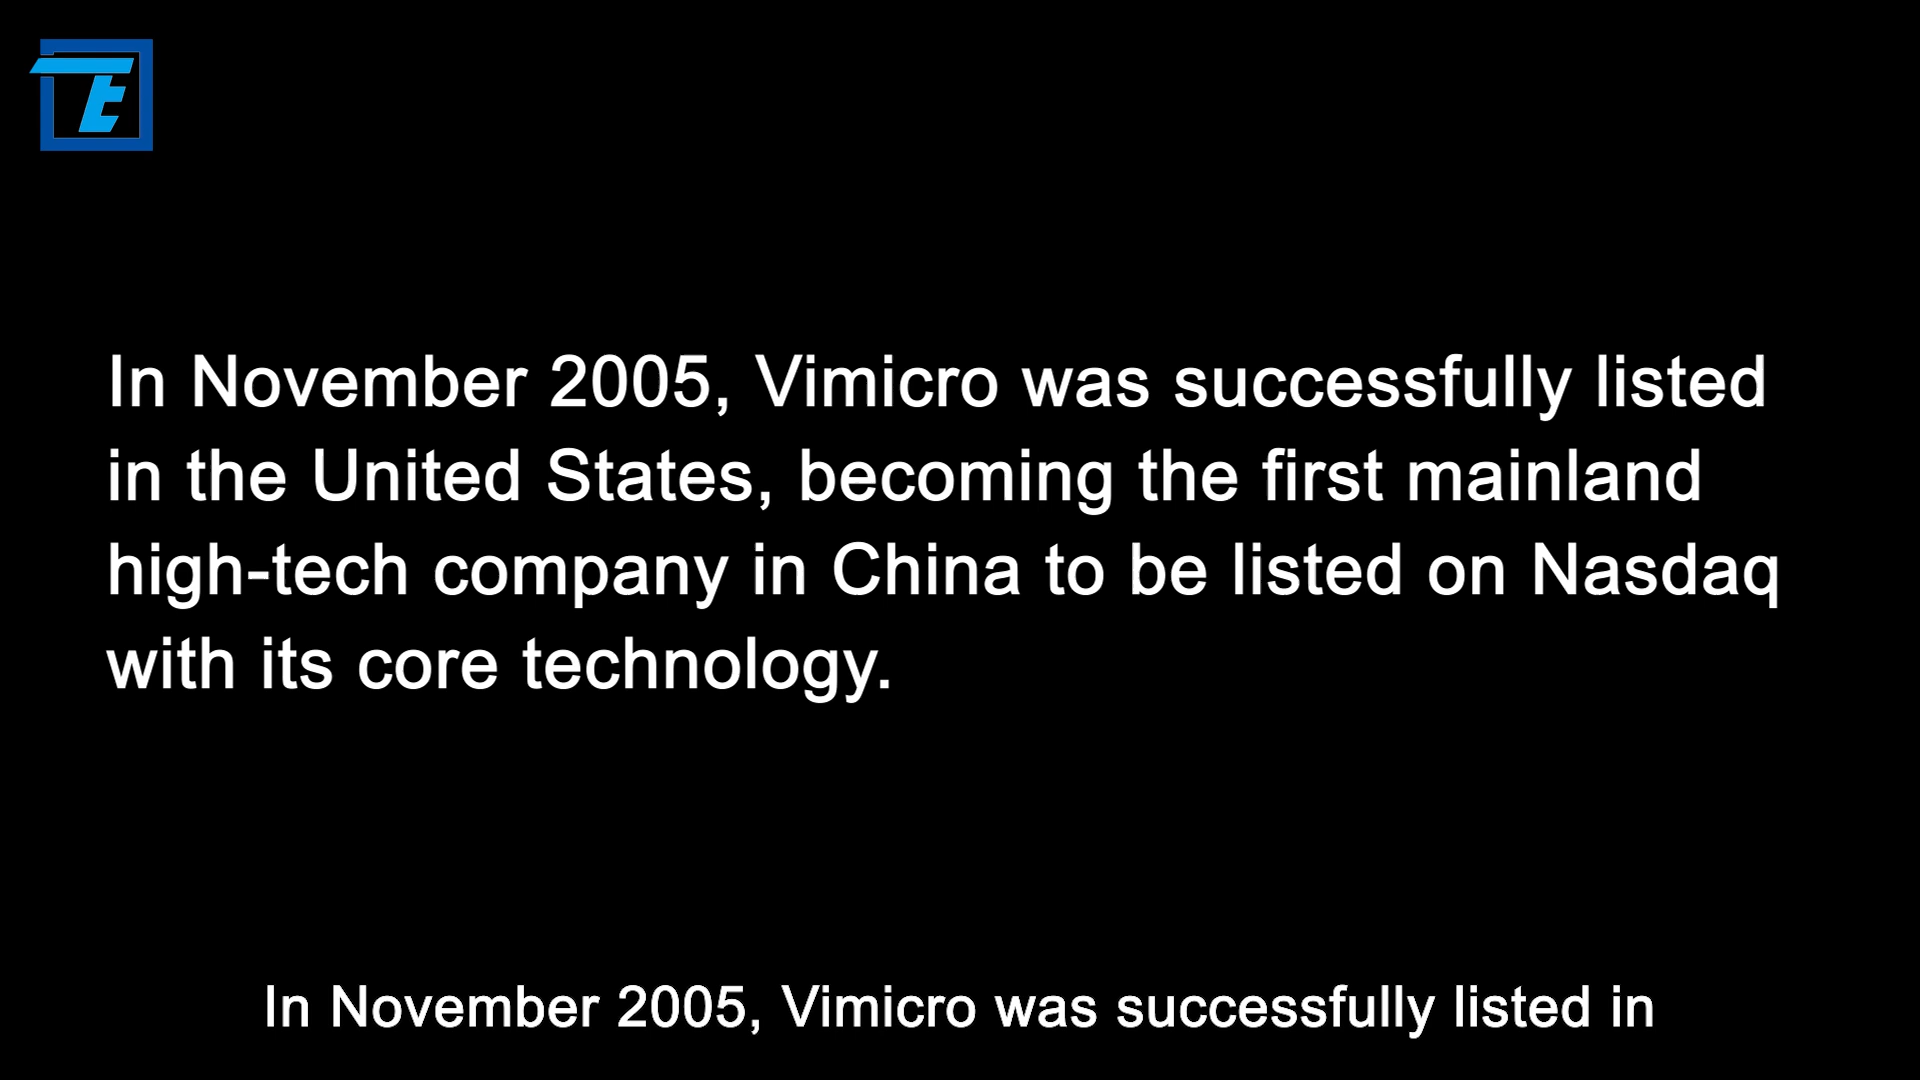 TE
In November 2005, Vimicro was successfully listed
in the United States, becoming the first mainland
high-tech company in China to be listed on Nasdaq
with its core technology.
In November 2005, Vimicro was successfully listed in